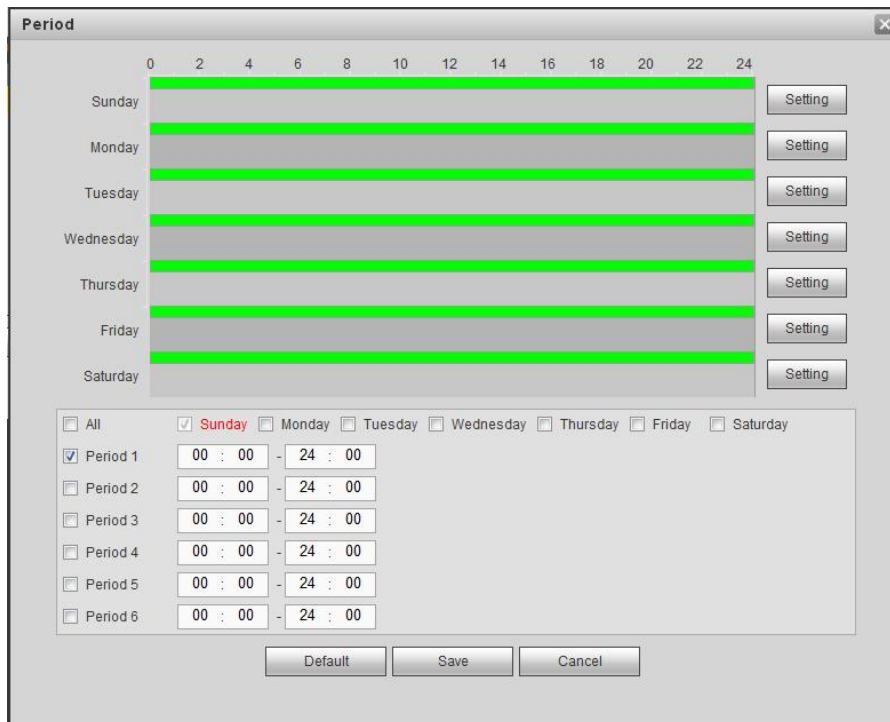 Period
0 2 4 6 8 10 12 14 16 18 20 22 24
Sunday Setting
Monday Setting
Tuesday Setting
Wednesday Setting
Thursday Setting
Friday Setting
Saturday Setting
All Sunday Monday Tuesday Wednesday Thursday Friday Saturday
Period 1 00 : 00 - 24 : 00
Period 2 00 : 00 - 24 : 00
Period 3 00 : 00 - 24 : 00
Period 4 00 : 00 - 24 : 00
Period 5 00 : 00 - 24 : 00
Period 6 00 : 00 - 24 : 00
Default Save Cancel